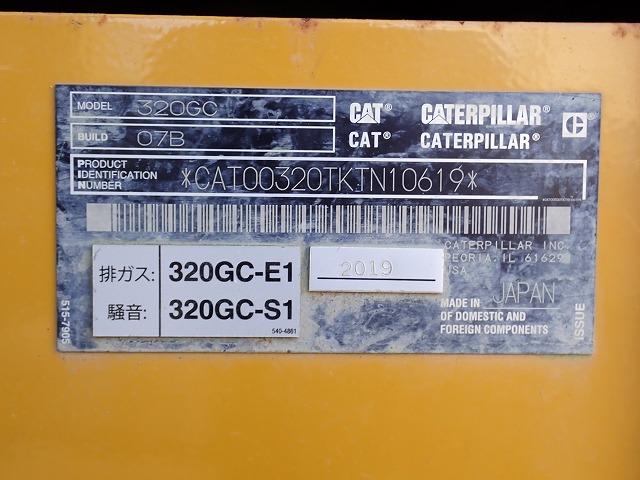 MODEL 320GC
CAT® CATERPILLAR®
BUILD 07B
CAT® CATERPILLAR®
PRODUCT IDENTIFICATION NUMBER
*CAT00320TKTN10619*
CATERPILLAR INC.
PEORIA, IL 61629
USA
排ガス: 320GC-E1
騒音: 320GC-S1
540-4861
2019
MADE IN JAPAN
OF DOMESTIC AND
FOREIGN COMPONENTS
515-7905
ISSUE